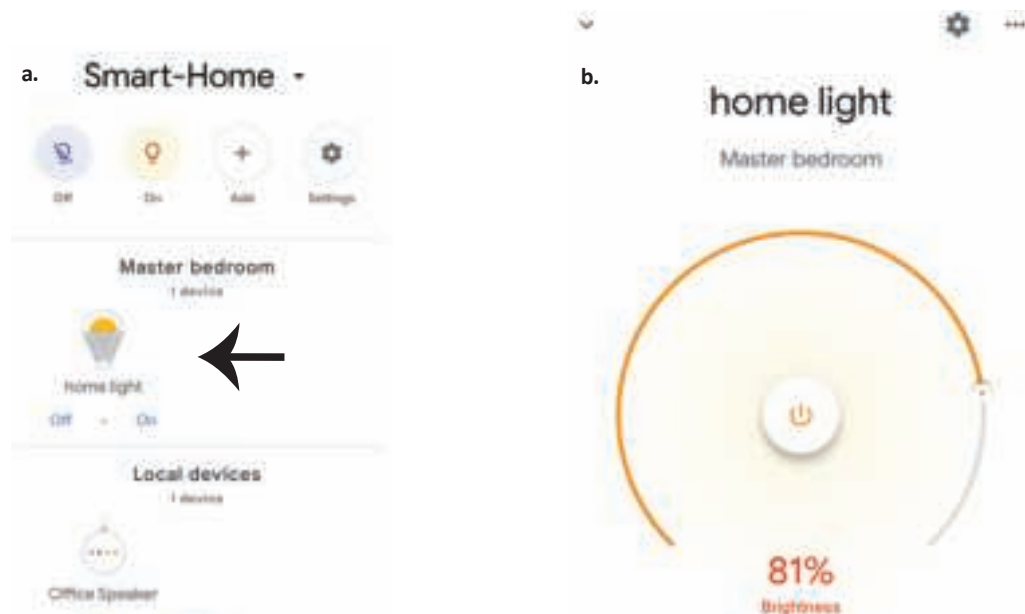 a.
Smart-Home
Off
On
Add
Settings
Master bedroom
1 device
home light
Off - On
Local devices
1 device
Office Speaker
b.
home light
Master bedroom
81%
Brightness